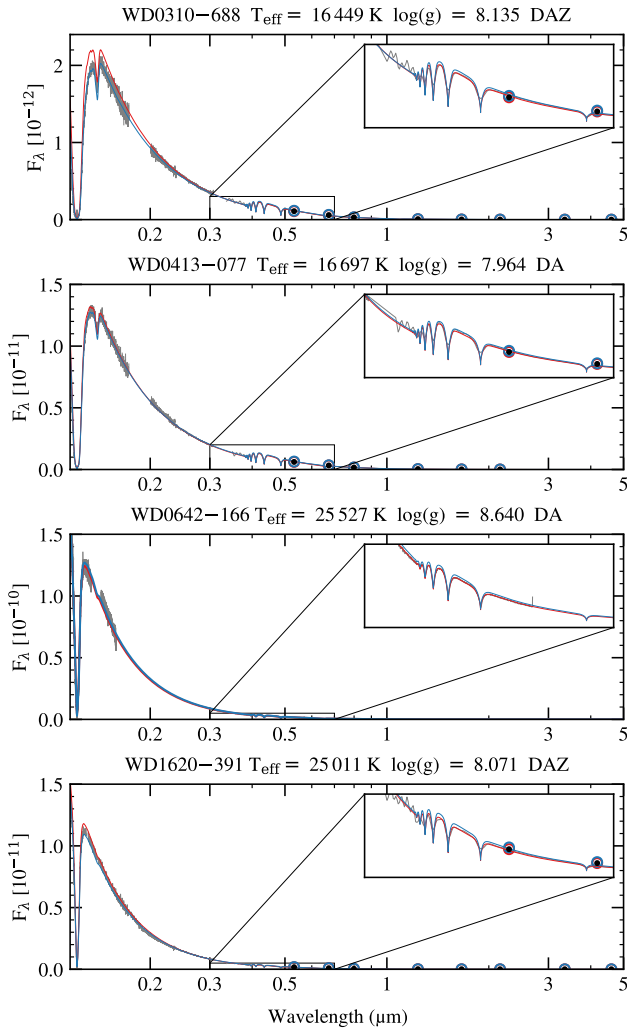 WD0310−688 T_eff = 16 449 K log(g) = 8.135 DAZ
F_λ [10⁻¹²]
2
1
0
0.2 0.3 0.5 1 3 5
WD0413−077 T_eff = 16 697 K log(g) = 7.964 DA
F_λ [10⁻¹¹]
1.5
1.0
0.5
0.0
0.2 0.3 0.5 1 3 5
WD0642−166 T_eff = 25 527 K log(g) = 8.640 DA
F_λ [10⁻¹⁰]
1.5
1.0
0.5
0.0
0.2 0.3 0.5 1 3 5
WD1620−391 T_eff = 25 011 K log(g) = 8.071 DAZ
F_λ [10⁻¹¹]
1.5
1.0
0.5
0.0
0.2 0.3 0.5 1 3 5
Wavelength (µm)